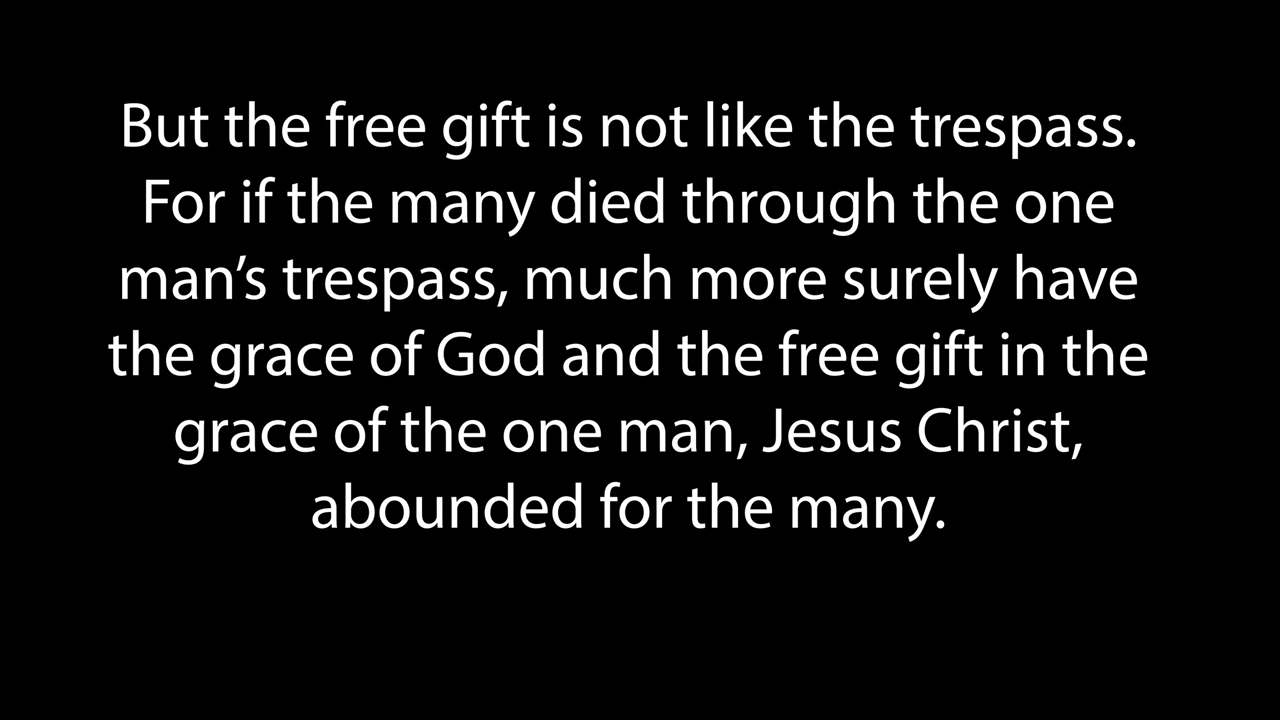 But the free gift is not like the trespass.
For if the many died through the one
man’s trespass, much more surely have
the grace of God and the free gift in the
grace of the one man, Jesus Christ,
abounded for the many.